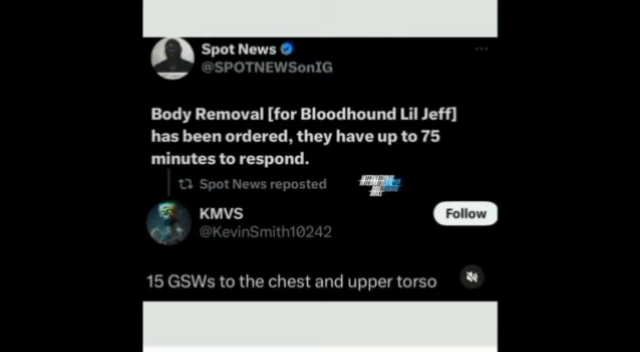 Spot News
@SPOTNEWSonIG
Body Removal [for Bloodhound Lil Jeff]
has been ordered, they have up to 75
minutes to respond.
Spot News reposted
KMVS
Follow
@KevinSmith10242
15 GSWs to the chest and upper torso